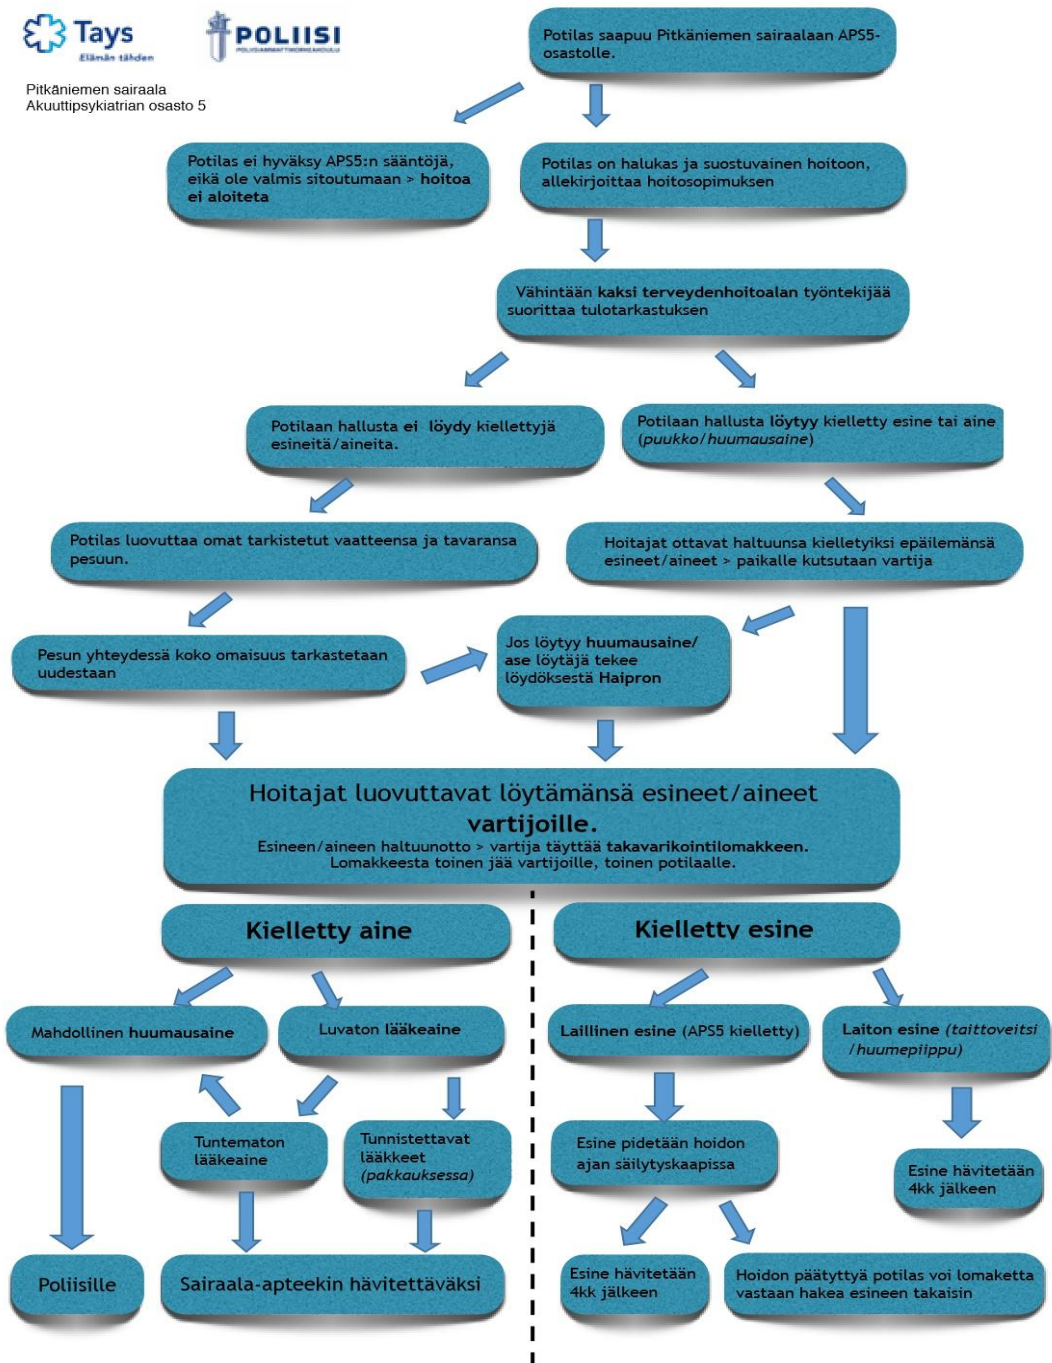 Tays
Elämän tähden
POLIISI
POLIISIAMMATTIKORKEAKOULU
Pitkäniemen sairaala
Akuuttipsykiatrian osasto 5
Potilas saapuu Pitkäniemen sairaalaan APS5-
osastolle.
Potilas ei hyväksy APS5:n sääntöjä,
eikä ole valmis sitoutumaan > hoitoa
ei aloiteta
Potilas on halukas ja suostuvainen hoitoon,
allekirjoittaa hoitosopimuksen
Vähintään kaksi terveydenhoitoalan työntekijää
suorittaa tulotarkastuksen
Potilaan hallusta ei löydy kiellettyjä
esineitä/aineita.
Potilaan hallusta löytyy kielletty esine tai aine
(puukko/huumausaine)
Potilas luovuttaa omat tarkistetut vaatteensa ja tavaransa
pesuun.
Hoitajat ottavat haltuunsa kielletyiksi epäilemänsä
esineet/aineet > paikalle kutsutaan vartija
Pesun yhteydessä koko omaisuus tarkastetaan
uudestaan
Jos löytyy huumausaine/
ase löytäjä tekee
löydöksestä Haipron
Hoitajat luovuttavat löytämänsä esineet/aineet
vartijoille.
Esineen/aineen haltuunotto > vartija täyttää takavarikointilomakkeen.
Lomakkeesta toinen jää vartijoille, toinen potilaalle.
Kielletty aine
Kielletty esine
Mahdollinen huumausaine
Luvaton lääkeaine
Laillinen esine (APS5 kielletty)
Laiton esine (taittoveitsi
/huumepiippu)
Tuntematon
lääkeaine
Tunnistettavat
lääkkeet
(pakkauksessa)
Esine pidetään hoidon
ajan säilytyskaapissa
Esine hävitetään
4kk jälkeen
Poliisille
Sairaala-apteekin hävitettäväksi
Esine hävitetään
4kk jälkeen
Hoidon päätyttyä potilas voi lomaketta
vastaan hakea esineen takaisin